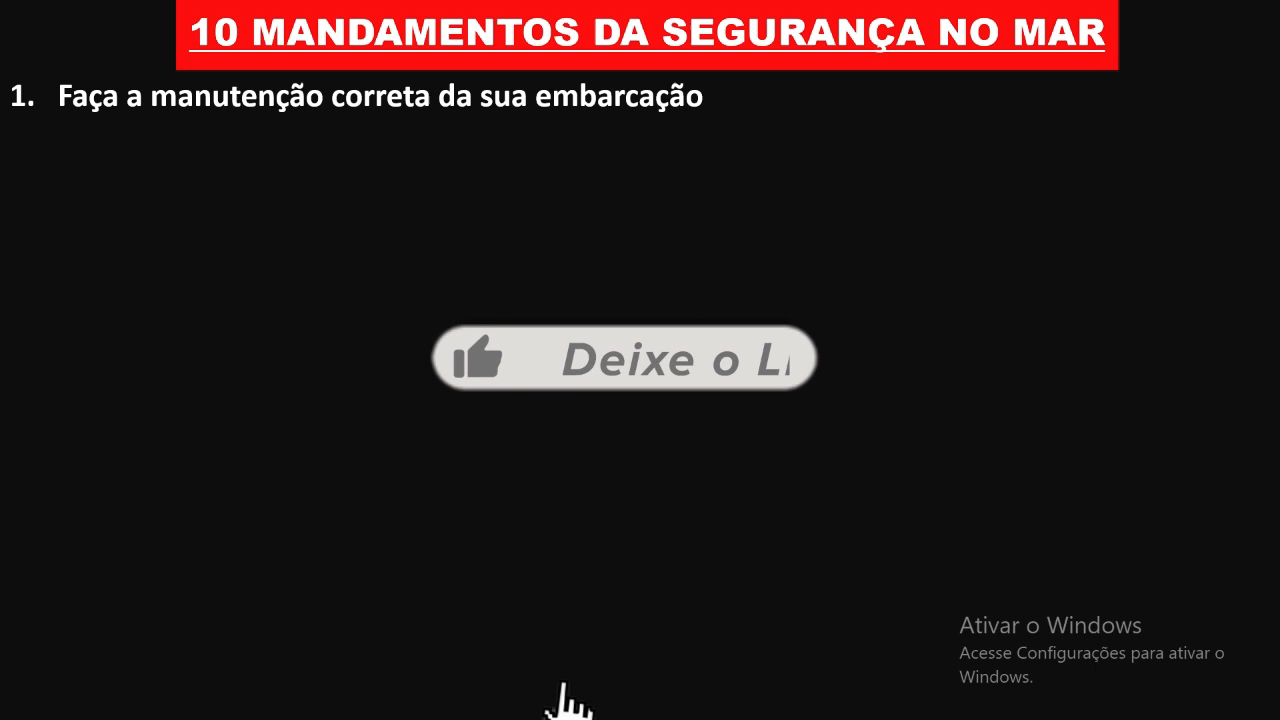 10 MANDAMENTOS DA SEGURANÇA NO MAR
1. Faça a manutenção correta da sua embarcação
Deixe o
Ativar o Windows
Acesse Configurações para ativar o
Windows.